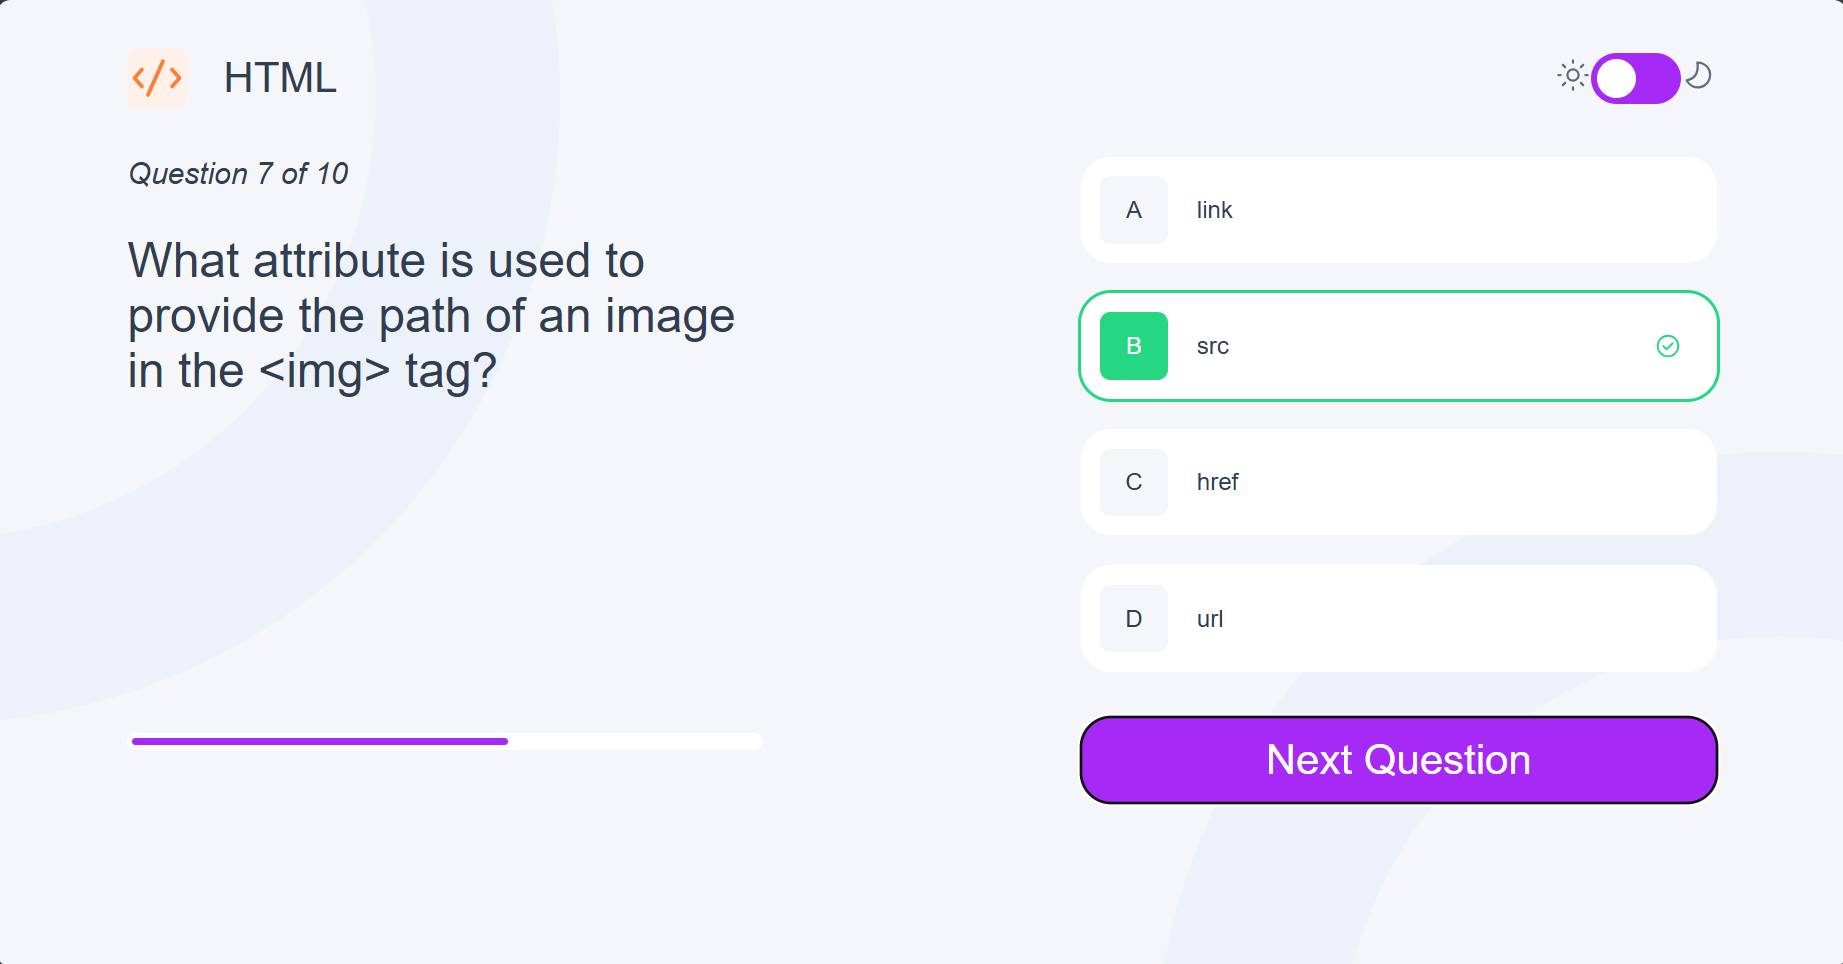 HTML
Question 7 of 10
What attribute is used to
provide the path of an image
in the <img> tag?
A link
B src
C href
D url
Next Question